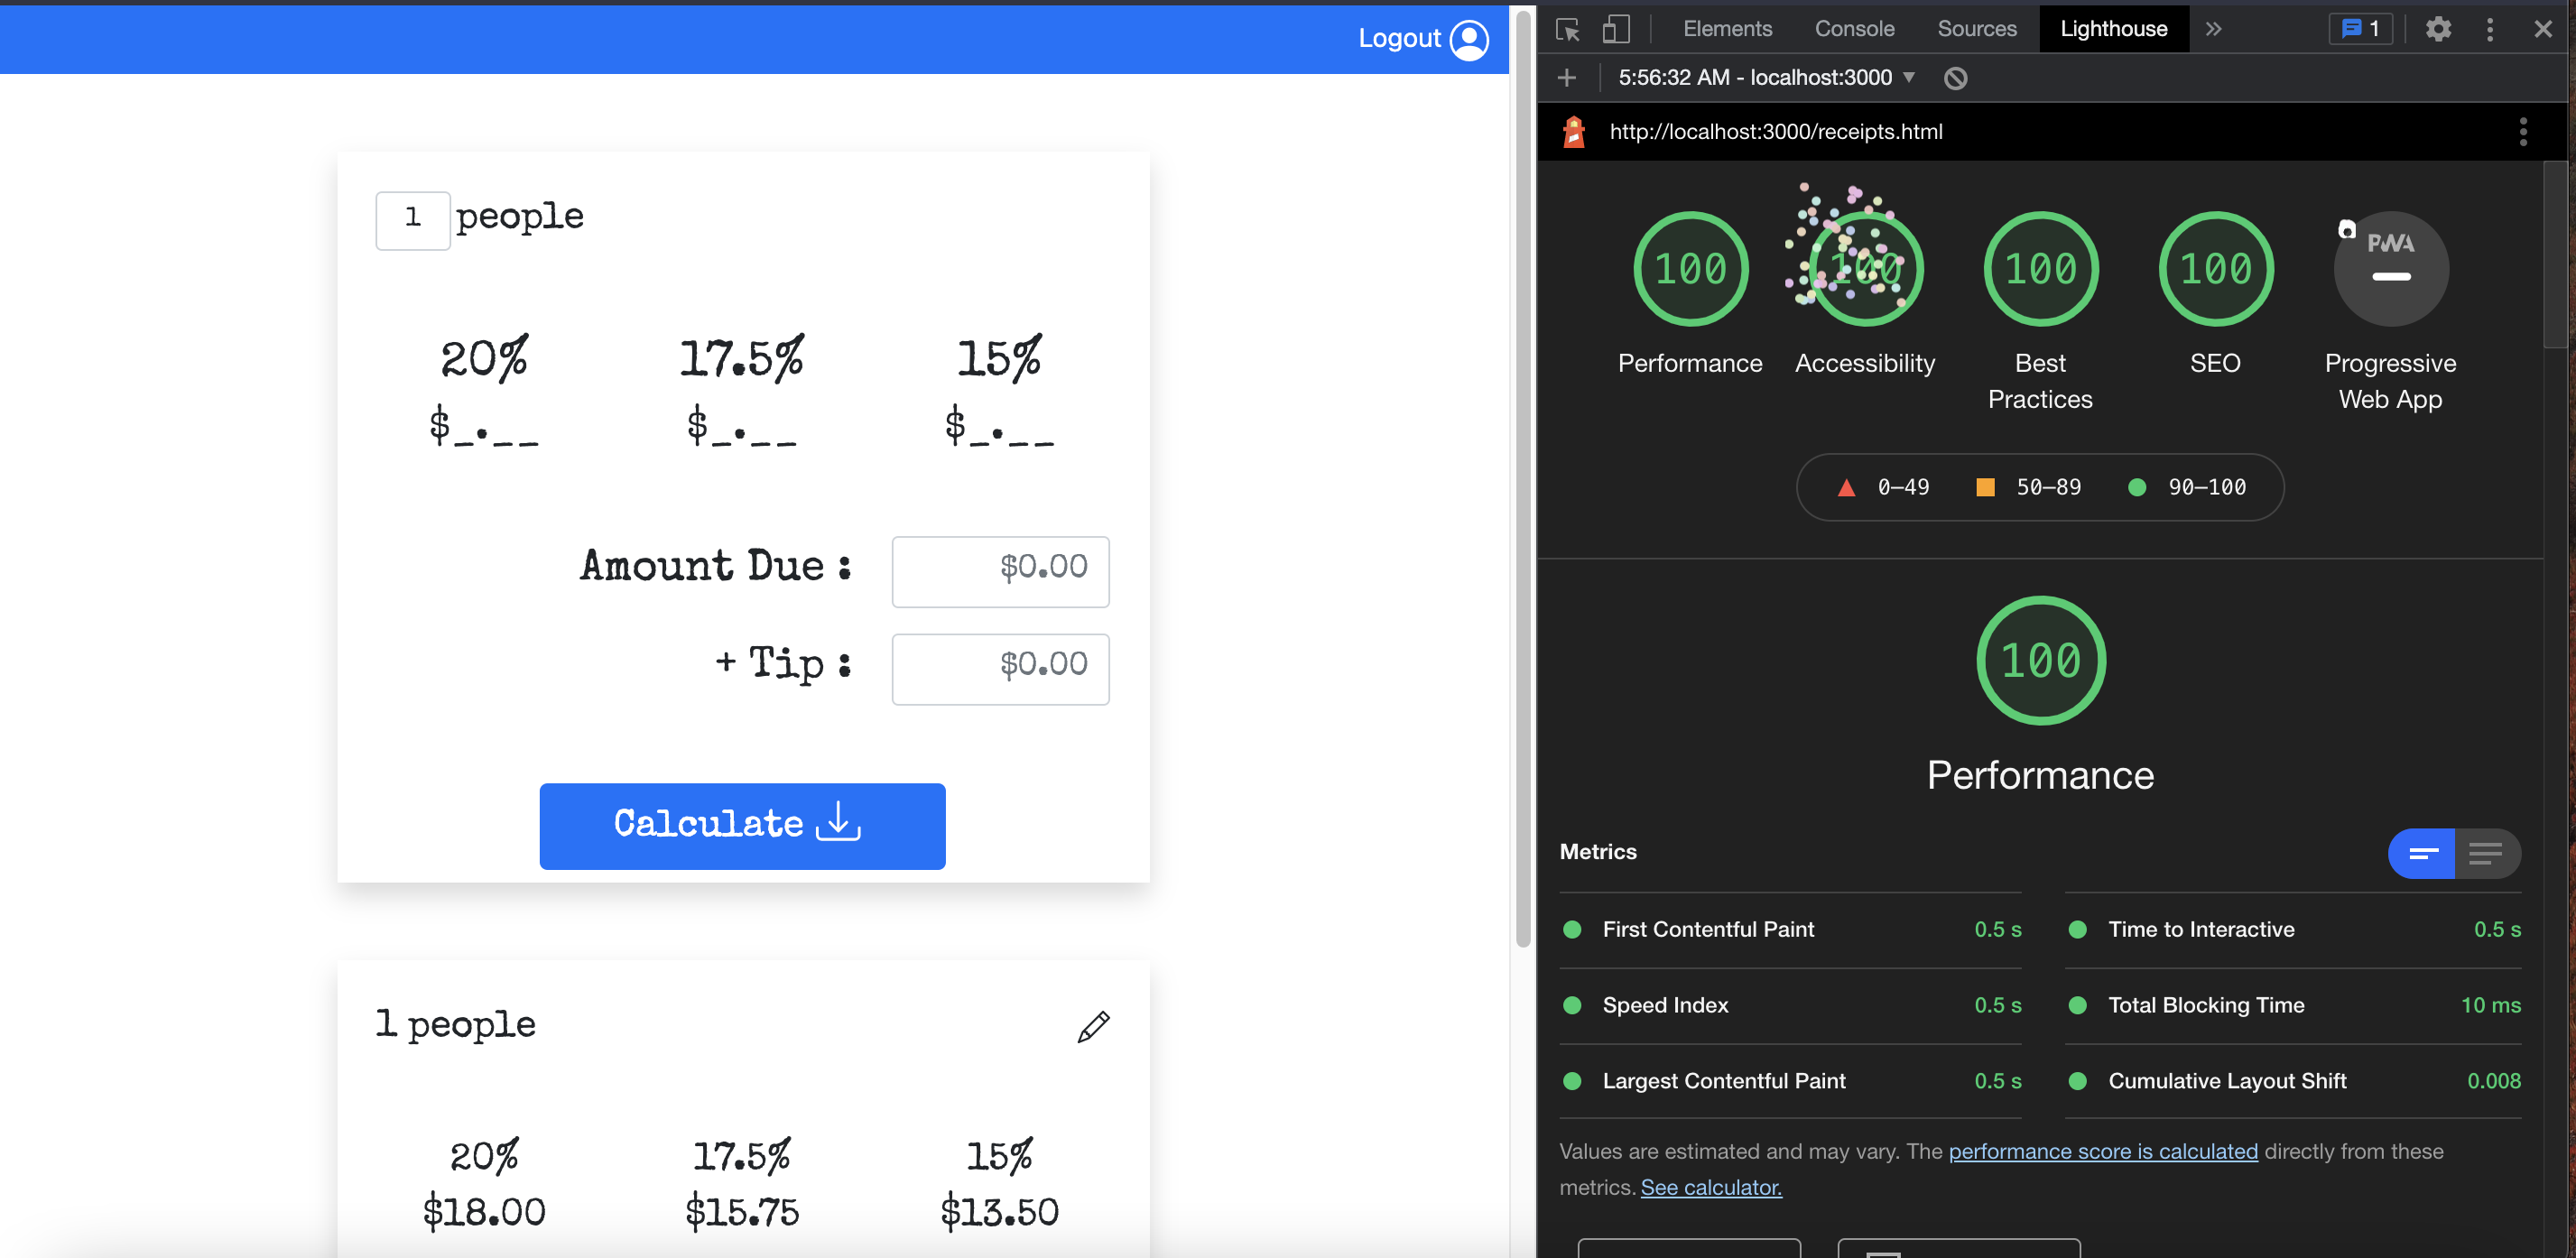 Logout
1 people
20% 17.5% 15%
$_.__ $_.__ $_.__
Amount Due : $0.00
+ Tip : $0.00
Calculate
1 people
20% 17.5% 15%
$18.00 $15.75 $13.50
Elements Console Sources Lighthouse 1
5:56:32 AM - localhost:3000
http://localhost:3000/receipts.html
100 100 100 100 PWA
Performance Accessibility Best Practices SEO Progressive Web App
0–49 50–89 90–100
100
Performance
Metrics
First Contentful Paint 0.5 s Time to Interactive 0.5 s
Speed Index 0.5 s Total Blocking Time 10 ms
Largest Contentful Paint 0.5 s Cumulative Layout Shift 0.008
Values are estimated and may vary. The performance score is calculated directly from these
metrics. See calculator.